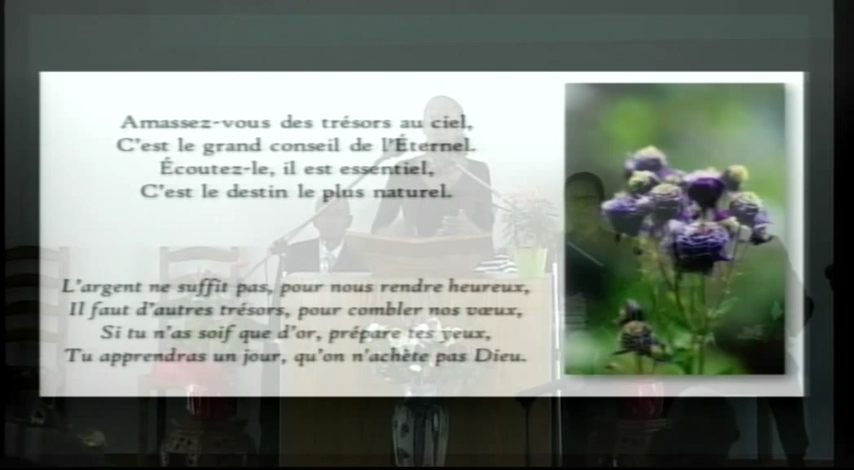 Amassez-vous des trésors au ciel,
C'est le grand conseil de l'Éternel.
Écoutez-le, il est essentiel,
C'est le destin le plus naturel.
L'argent ne suffit pas, pour nous rendre heureux,
Il faut d'autres trésors, pour combler nos vœux,
Si tu n'as soif que d'or, prépare tes yeux,
Tu apprendras un jour, qu'on n'achète pas Dieu.